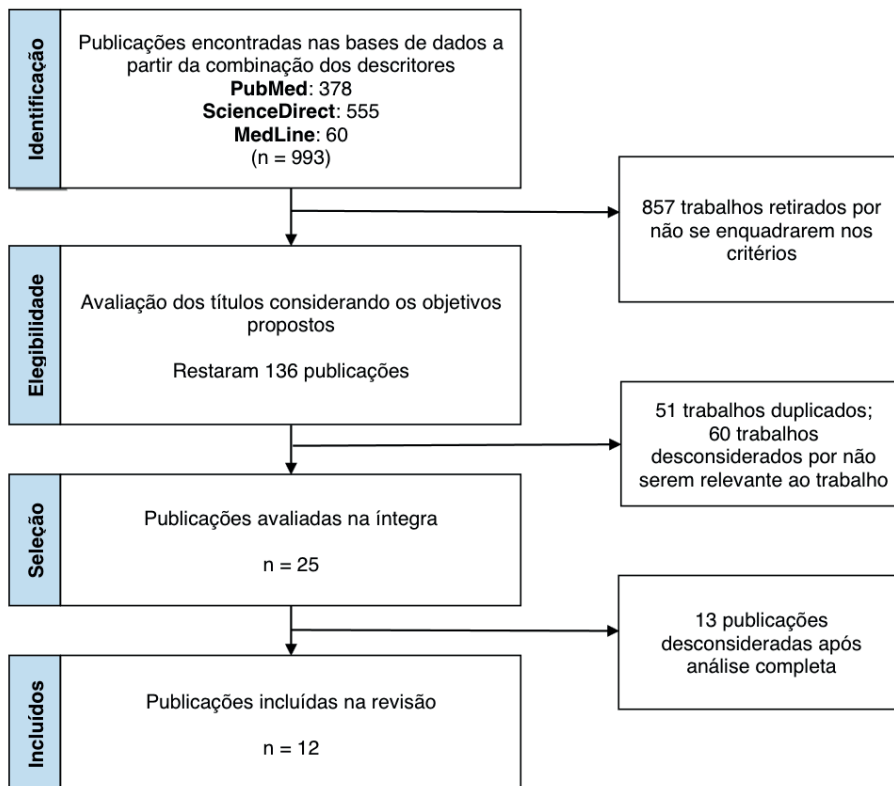 Identificação
Publicações encontradas nas bases de dados a
partir da combinação dos descritores
PubMed: 378
ScienceDirect: 555
MedLine: 60
(n = 993)
857 trabalhos retirados por
não se enquadrarem nos
critérios
Elegibilidade
Avaliação dos títulos considerando os objetivos
propostos
Restaram 136 publicações
51 trabalhos duplicados;
60 trabalhos
desconsiderados por não
serem relevante ao trabalho
Seleção
Publicações avaliadas na íntegra
n = 25
13 publicações
desconsideradas após
análise completa
Incluídos
Publicações incluídas na revisão
n = 12